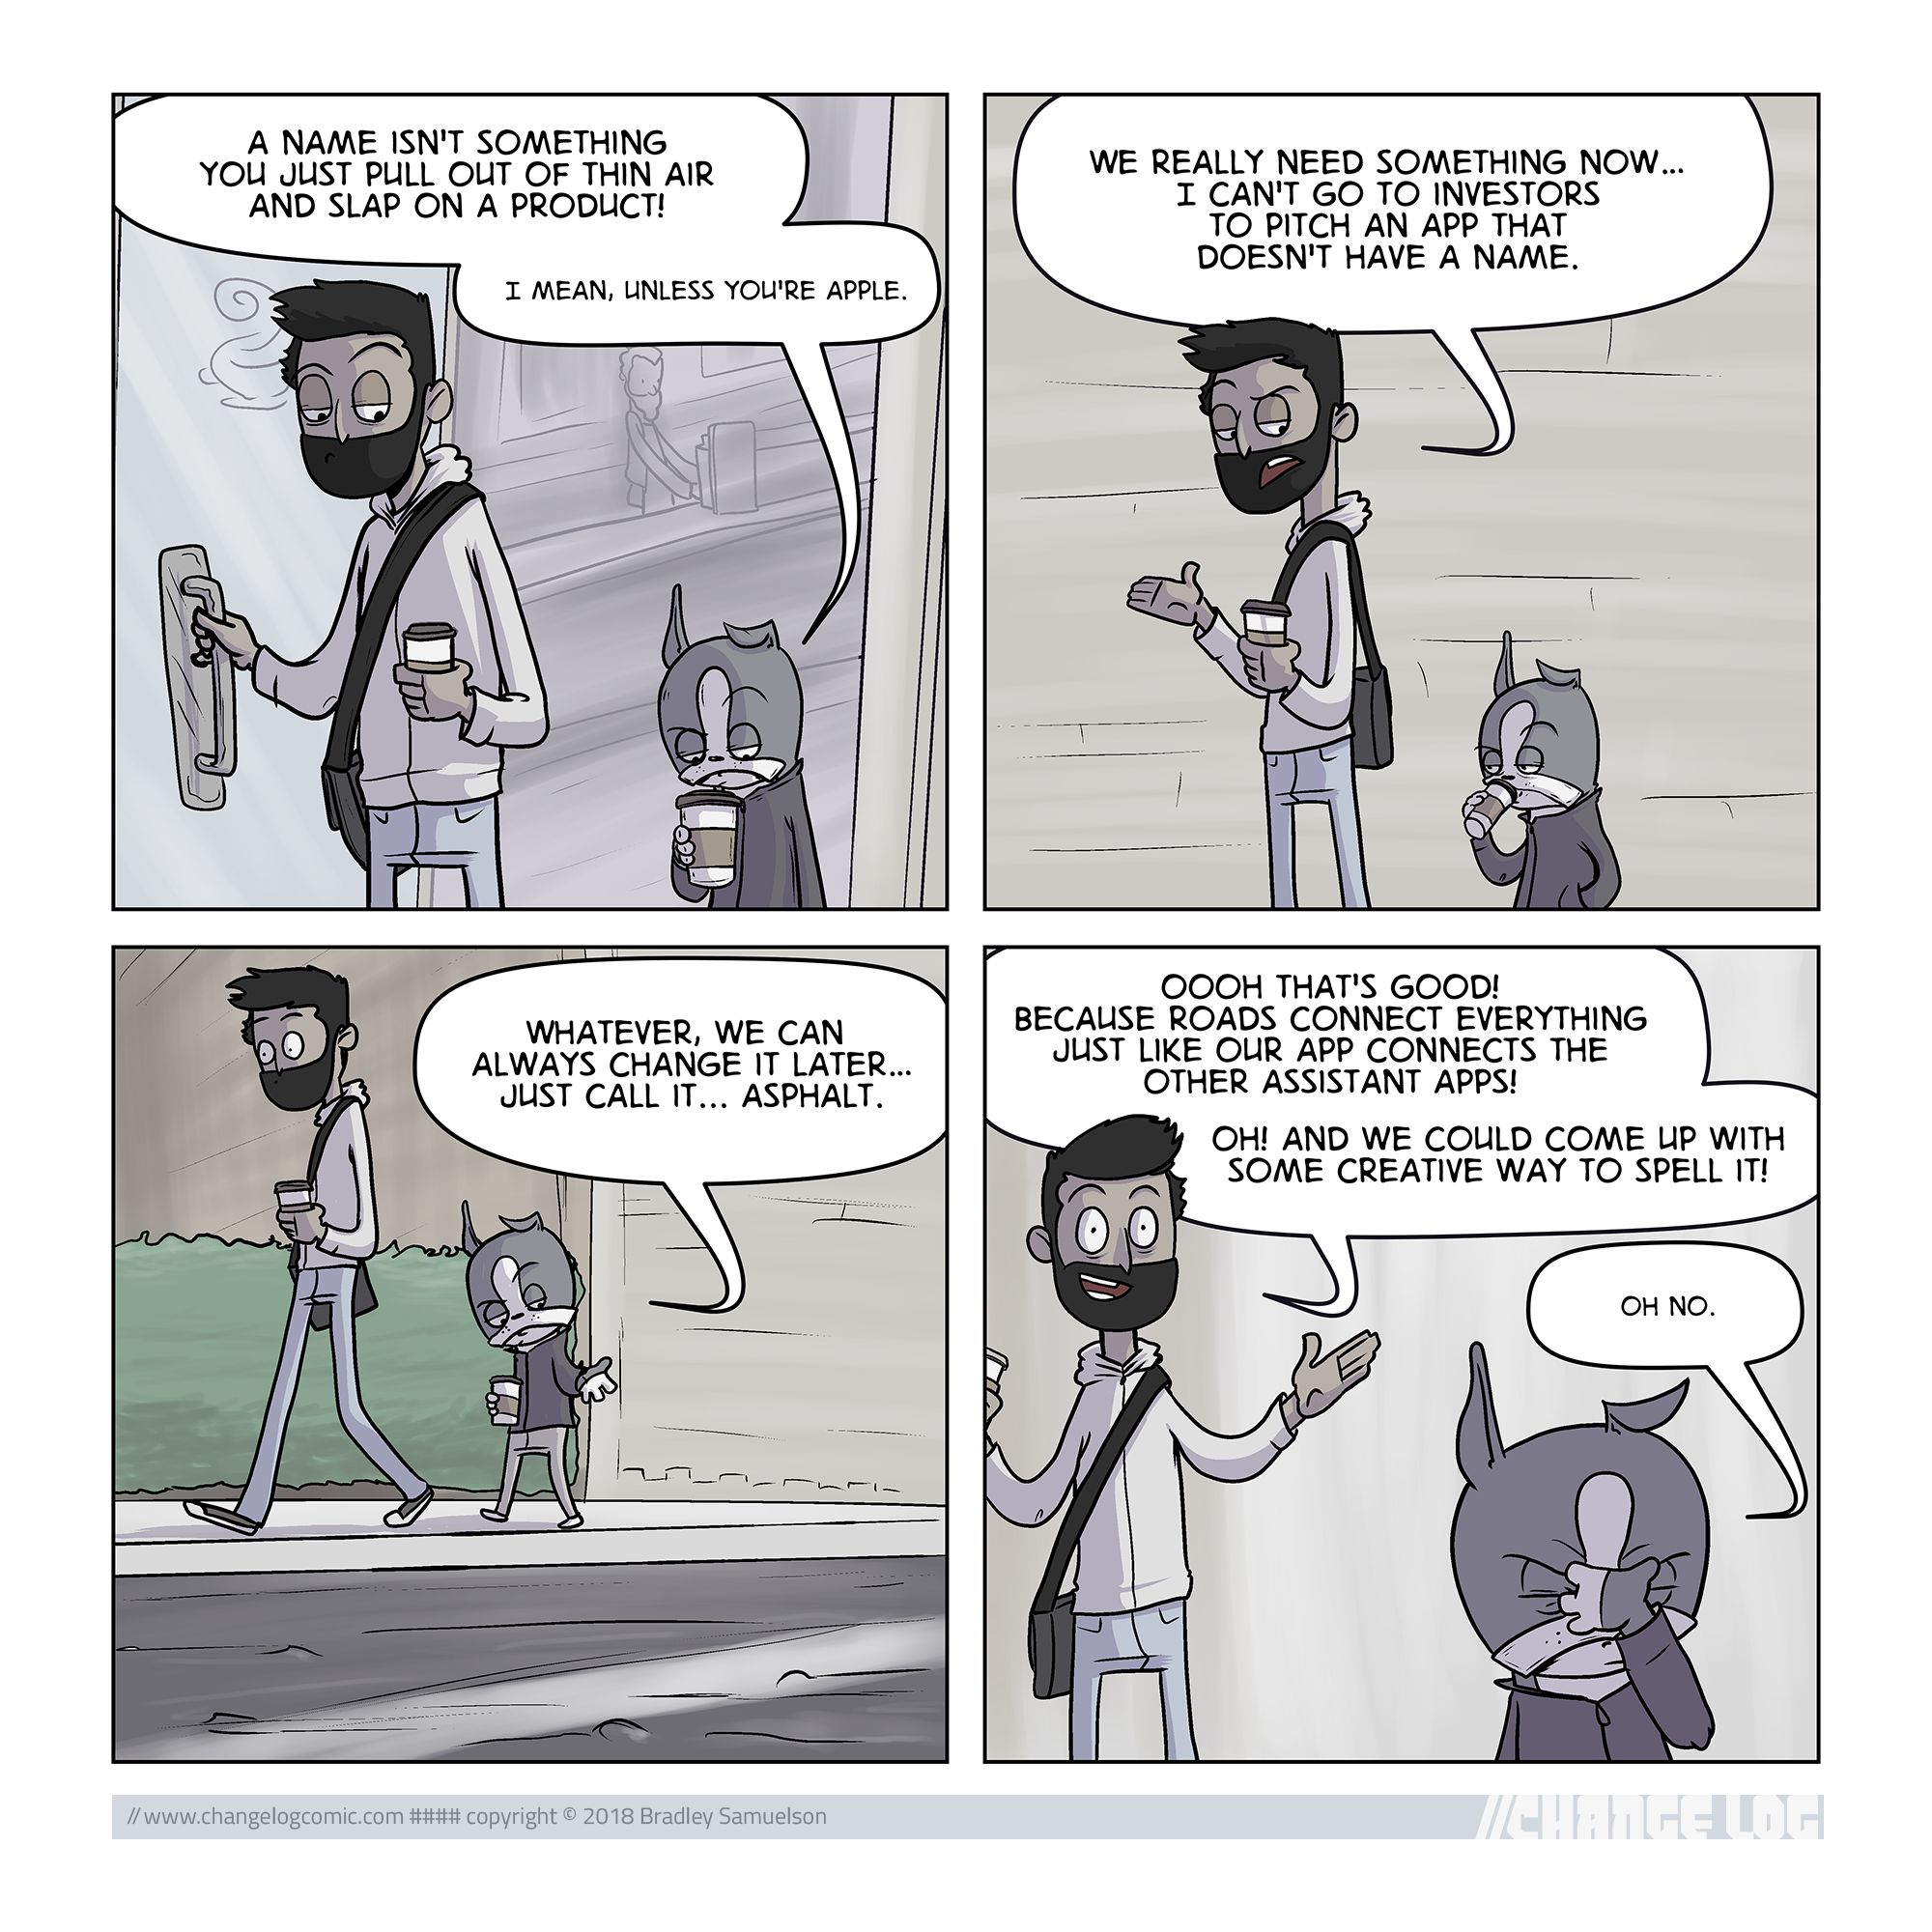 A NAME ISN'T SOMETHING
YOU JUST PULL OUT OF THIN AIR
AND SLAP ON A PRODUCT!
I MEAN, UNLESS YOU'RE APPLE.
WE REALLY NEED SOMETHING NOW...
I CAN'T GO TO INVESTORS
TO PITCH AN APP THAT
DOESN'T HAVE A NAME.
WHATEVER, WE CAN
ALWAYS CHANGE IT LATER...
JUST CALL IT... ASPHALT.
OOOH THAT'S GOOD!
BECAUSE ROADS CONNECT EVERYTHING
JUST LIKE OUR APP CONNECTS THE
OTHER ASSISTANT APPS!
OH! AND WE COULD COME UP WITH
SOME CREATIVE WAY TO SPELL IT!
OH NO.
//www.changelogcomic.com #### copyright © 2018 Bradley Samuelson
//CHANGE LOG